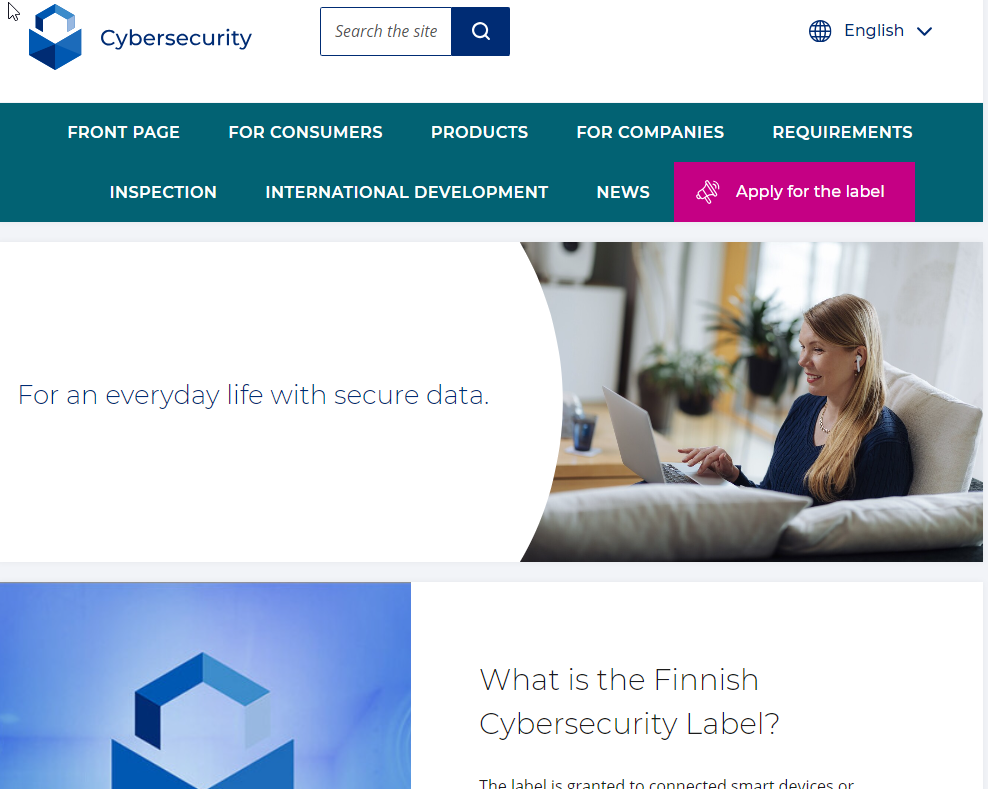 Cybersecurity
Search the site
English
FRONT PAGE
FOR CONSUMERS
PRODUCTS
FOR COMPANIES
REQUIREMENTS
INSPECTION
INTERNATIONAL DEVELOPMENT
NEWS
Apply for the label
For an everyday life with secure data.
What is the Finnish
Cybersecurity Label?
The label is granted to connected smart devices or